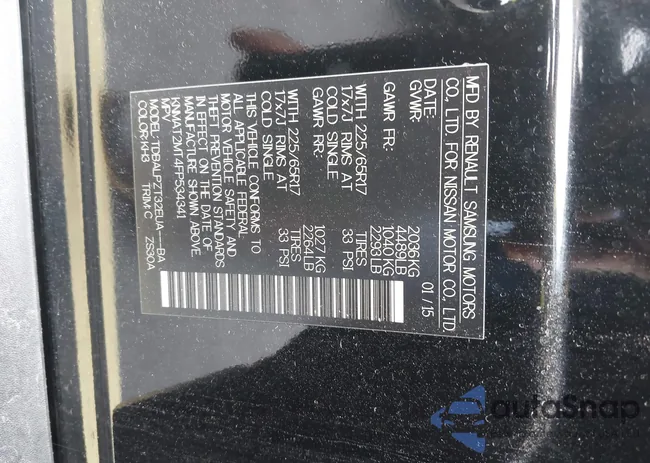 MFD BY RENAULT SAMSUNG MOTORS
CO., LTD. FOR NISSAN MOTOR CO., LTD.
DATE: 01/15
GVWR: 2036KG
4489LB
GAWR FR: 1040KG
2293LB
WITH 225/65R17 TIRES
17x7J RIMS AT 33 PSI
COLD SINGLE
GAWR RR: 1027KG
2264LB
WITH 225/65R17 TIRES
17x7J RIMS AT 33 PSI
COLD SINGLE
THIS VEHICLE CONFORMS TO
ALL APPLICABLE FEDERAL
MOTOR VEHICLE SAFETY AND
THEFT PREVENTION STANDARDS
IN EFFECT ON THE DATE OF
MANUFACTURE SHOWN ABOVE.
KNMAT2MT4FP534341
MPV
MODEL: TDBALPZT32EUA---BA
COLOR:KH3 TRIM:C ZS30A
autoSnap